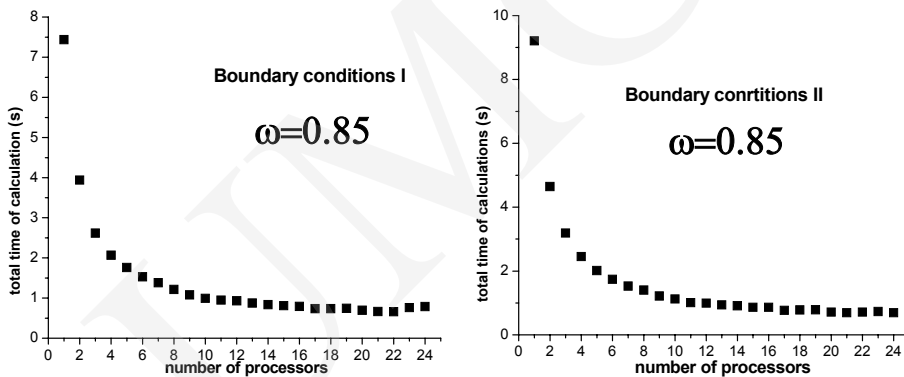 Boundary conditions I
ω=0.85
total time of calculation (s)
8
7
6
5
4
3
2
1
0
0 2 4 6 8 10 12 14 16 18 20 22 24
number of processors
Boundary conrtitions II
ω=0.85
total time of calculations (s)
10
8
6
4
2
0
0 2 4 6 8 10 12 14 16 18 20 22 24
number of processors
UMC